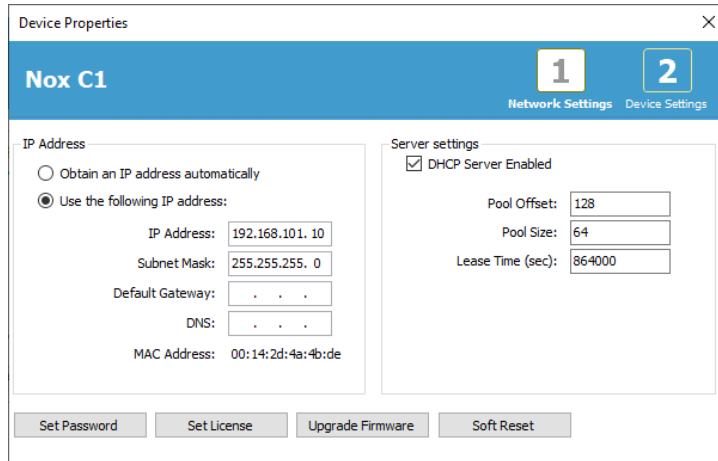 Device Properties
Nox C1
1
Network Settings
2
Device Settings
IP Address
Obtain an IP address automatically
Use the following IP address:
IP Address: 192.168.101. 10
Subnet Mask: 255.255.255. 0
Default Gateway: . . .
DNS: . . .
MAC Address: 00:14:2d:4a:4b:de
Server settings
DHCP Server Enabled
Pool Offset: 128
Pool Size: 64
Lease Time (sec): 864000
Set Password
Set License
Upgrade Firmware
Soft Reset